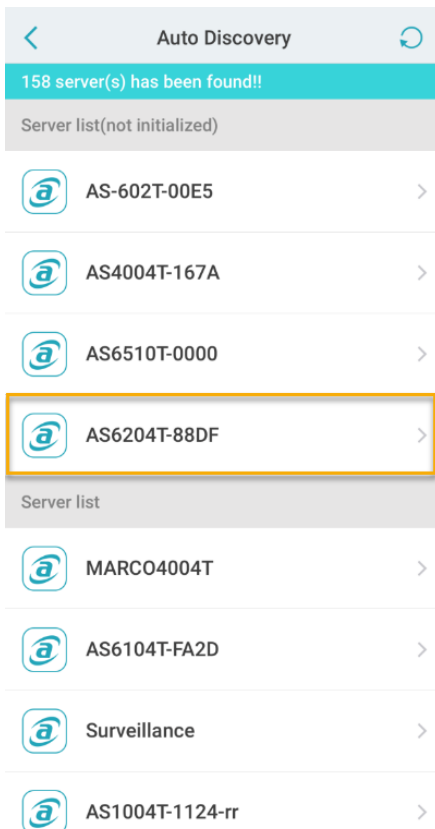 Auto Discovery
158 server(s) has been found!!
Server list(not initialized)
AS-602T-00E5
AS4004T-167A
AS6510T-0000
AS6204T-88DF
Server list
MARCO4004T
AS6104T-FA2D
Surveillance
AS1004T-1124-rr